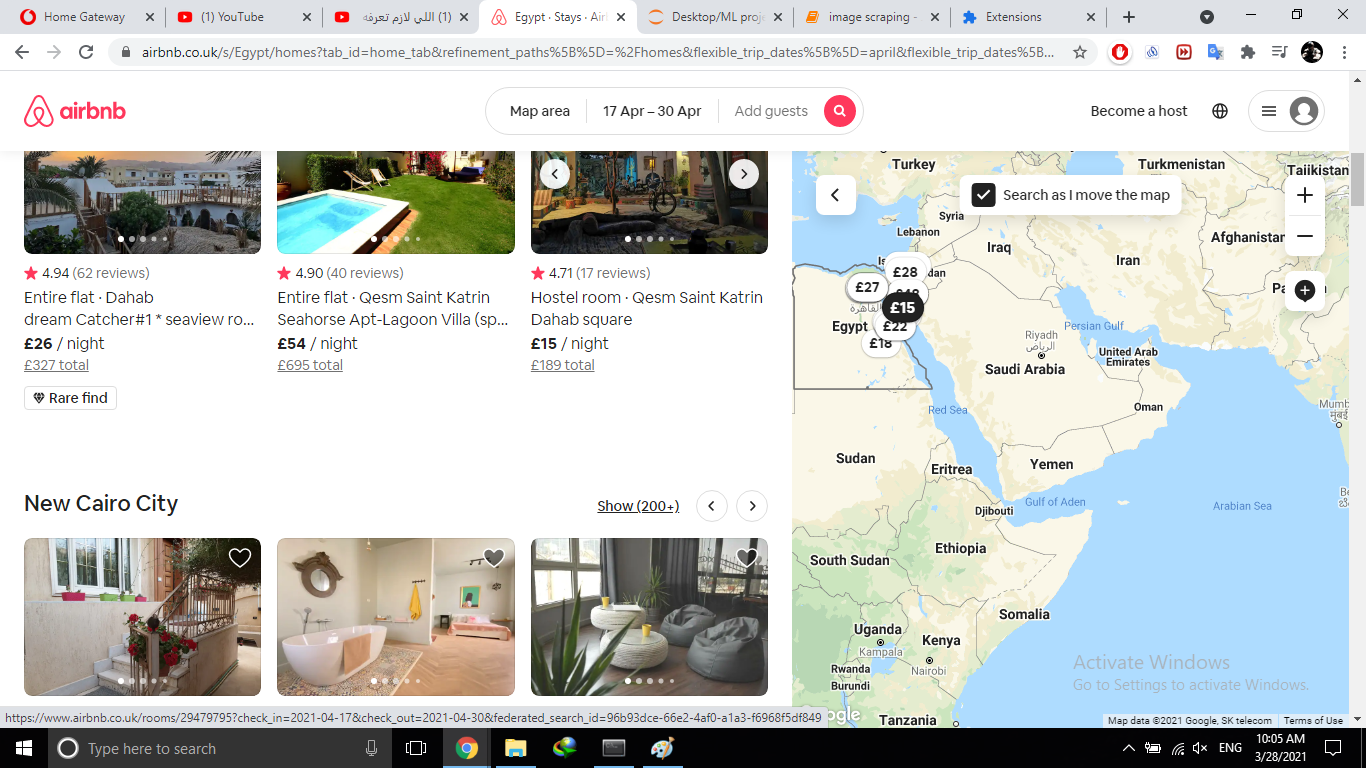 Home Gateway
(1) YouTube
(1) اللي لازم تعرفه
Egypt · Stays · Air
Desktop/ML proje
image scraping -
Extensions
airbnb.co.uk/s/Egypt/homes?tab_id=home_tab&refinement_paths%5B%5D=%2Fhomes&flexible_trip_dates%5B%5D=april&flexible_trip_dates%5B...
airbnb
Map area
17 Apr – 30 Apr
Add guests
Become a host
4.94 (62 reviews)
Entire flat · Dahab
dream Catcher#1 * seaview ro...
£26 / night
£327 total
Rare find
4.90 (40 reviews)
Entire flat · Qesm Saint Katrin
Seahorse Apt-Lagoon Villa (sp...
£54 / night
£695 total
4.71 (17 reviews)
Hostel room · Qesm Saint Katrin
Dahab square
£15 / night
£189 total
New Cairo City
Show (200+)
Search as I move the map
Turkey
Turkmenistan
Tajikistan
Syria
Lebanon
Iraq
Iran
Afghanistan
£28
£27
£15
£22
£18
القاهرة
Egypt
Persian Gulf
Riyadh
الرياض
United Arab
Emirates
Saudi Arabia
Oman
Red Sea
Sudan
Eritrea
Yemen
Gulf of Aden
Djibouti
Arabian Sea
Ethiopia
South Sudan
Somalia
Uganda
Kampala
Kenya
Nairobi
Rwanda
Burundi
Tanzania
Activate Windows
Go to Settings to activate Windows.
Map data ©2021 Google, SK telecom
Terms of Use
https://www.airbnb.co.uk/rooms/29479795?check_in=2021-04-17&check_out=2021-04-30&federated_search_id=96b93dce-66e2-4af0-a1a3-f6968f5df849
Type here to search
ENG
10:05 AM
3/28/2021